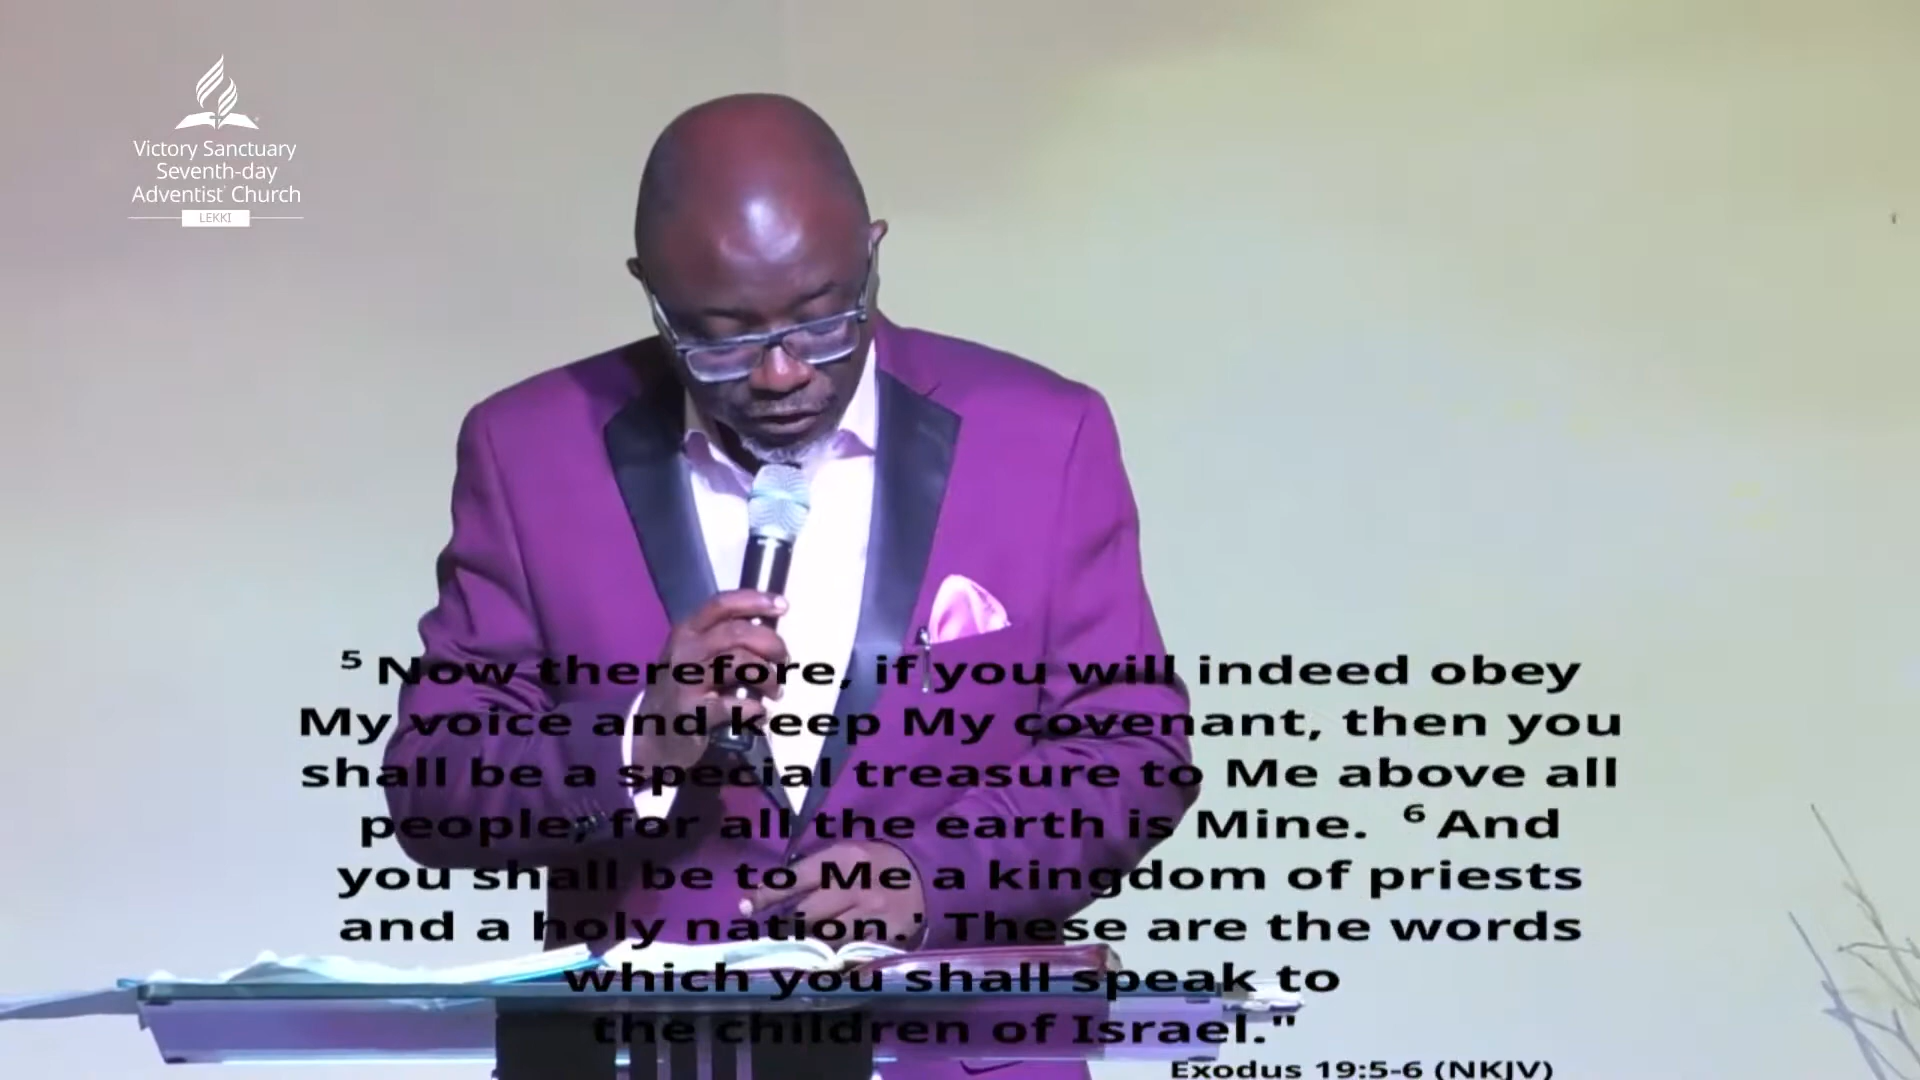 Victory Sanctuary
Seventh-day
Adventist Church
LEKKI
5 Now therefore, if you will indeed obey
My voice and keep My covenant, then you
shall be a special treasure to Me above all
people; for all the earth is Mine. 6 And
you shall be to Me a kingdom of priests
and a holy nation.' These are the words
which you shall speak to
the children of Israel."
Exodus 19:5-6 (NKJV)